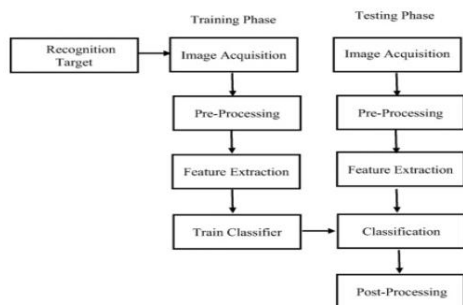 Training Phase
Testing Phase
Recognition
Target
Image Acquisition
Image Acquisition
Pre-Processing
Pre-Processing
Feature Extraction
Feature Extraction
Train Classifier
Classification
Post-Processing